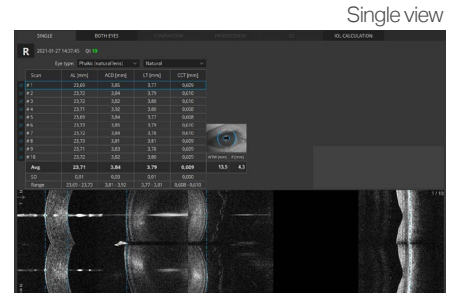 Single view
SINGLE BOTH EYES IOL CALCULATION
R 2021-01-27 14:37:45 QI: 10
Eye type: Phakic (natural lens) Natural
Scan AL [mm] ACD [mm] LT [mm] CCT [mm]
# 1 23,69 3,85 3,77 0,609
# 2 23,72 3,84 3,79 0,610
# 3 23,72 3,82 3,80 0,610
# 4 23,71 3,92 3,80 0,608
# 5 23,69 3,84 3,77 0,608
# 6 23,73 3,85 3,79 0,610
# 7 23,72 3,84 3,78 0,610
# 8 23,73 3,81 3,81 0,609
# 9 23,71 3,83 3,78 0,609
# 10 23,72 3,82 3,80 0,609
WTW [mm] P [mm]
Avg 23,71 3,84 3,79 0,609 13,5 4,3
SD 0,01 0,03 0,01 0,000
Range 23,69 - 23,73 3,81 - 3,92 3,77 - 3,81 0,608 - 0,610
1 / 10